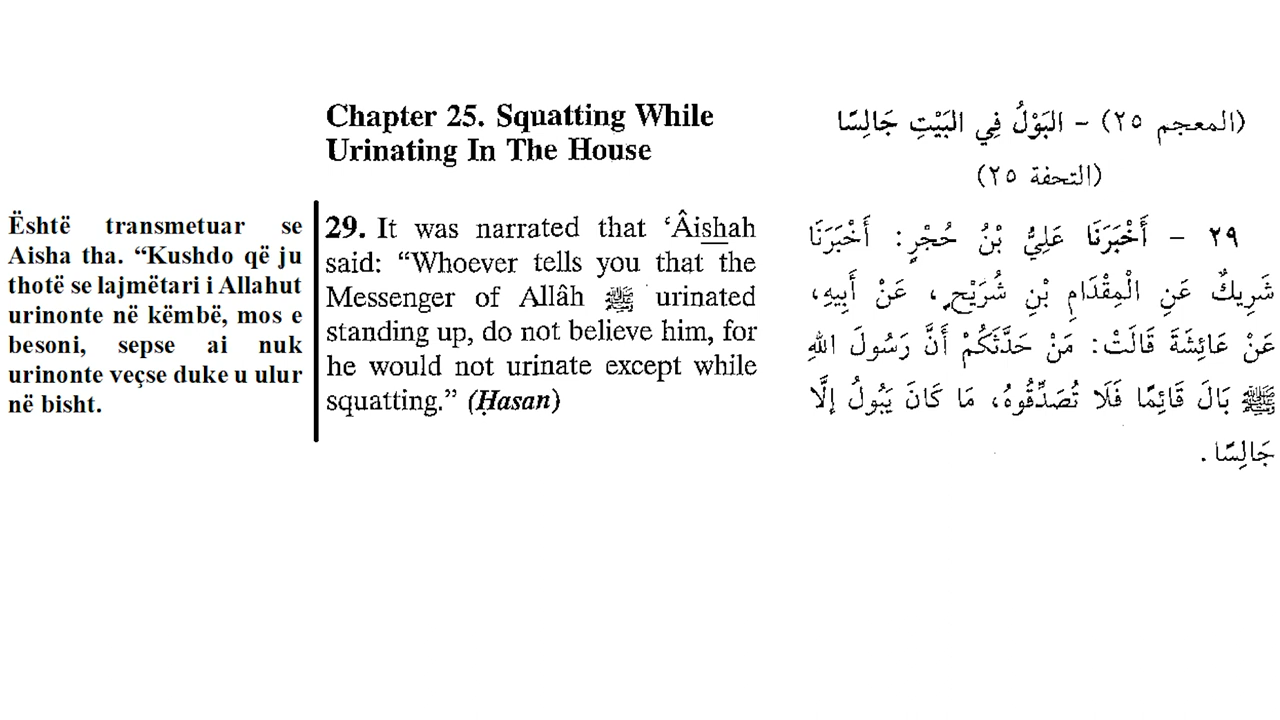 Chapter 25. Squatting While
Urinating In The House
(المعجم ٢٥) - البَوْلُ فِي البَيْتِ جَالِسًا
(التحفة ٢٥)
Është transmetuar se
Aisha tha. “Kushdo që ju
thotë se lajmëtari i Allahut
urinonte në këmbë, mos e
besoni, sepse ai nuk
urinonte veçse duke u ulur
në bisht.
29. It was narrated that ‘Âishah
said: “Whoever tells you that the
Messenger of Allâh ﷺ urinated
standing up, do not believe him, for
he would not urinate except while
squatting.” (Ḥasan)
٢٩ - أَخْبَرَنَا عَلِيُّ بْنُ حُجْرٍ: أَخْبَرَنَا
شَرِيكٌ عَنِ الْمِقْدَامِ بْنِ شُرَيْحٍ، عَنْ أَبِيهِ،
عَنْ عَائِشَةَ قَالَتْ: مَنْ حَدَّثَكُمْ أَنَّ رَسُولَ اللهِ
ﷺ بَالَ قَائِمًا فَلَا تُصَدِّقُوهُ، مَا كَانَ يَبُولُ إِلَّا
جَالِسًا.